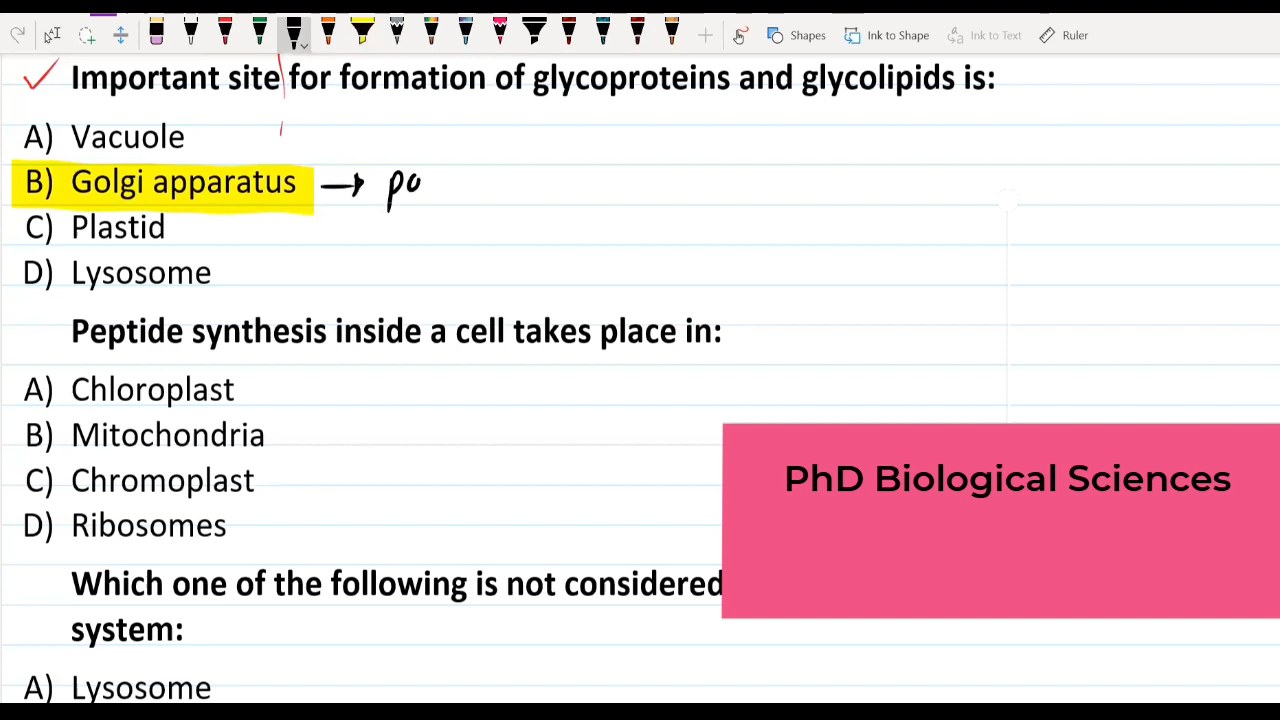 Shapes Ink to Shape Ink to Text Ruler
Important site for formation of glycoproteins and glycolipids is:
A) Vacuole
B) Golgi apparatus → po
C) Plastid
D) Lysosome
Peptide synthesis inside a cell takes place in:
A) Chloroplast
B) Mitochondria
C) Chromoplast
D) Ribosomes
PhD Biological Sciences
Which one of the following is not considered
system:
A) Lysosome